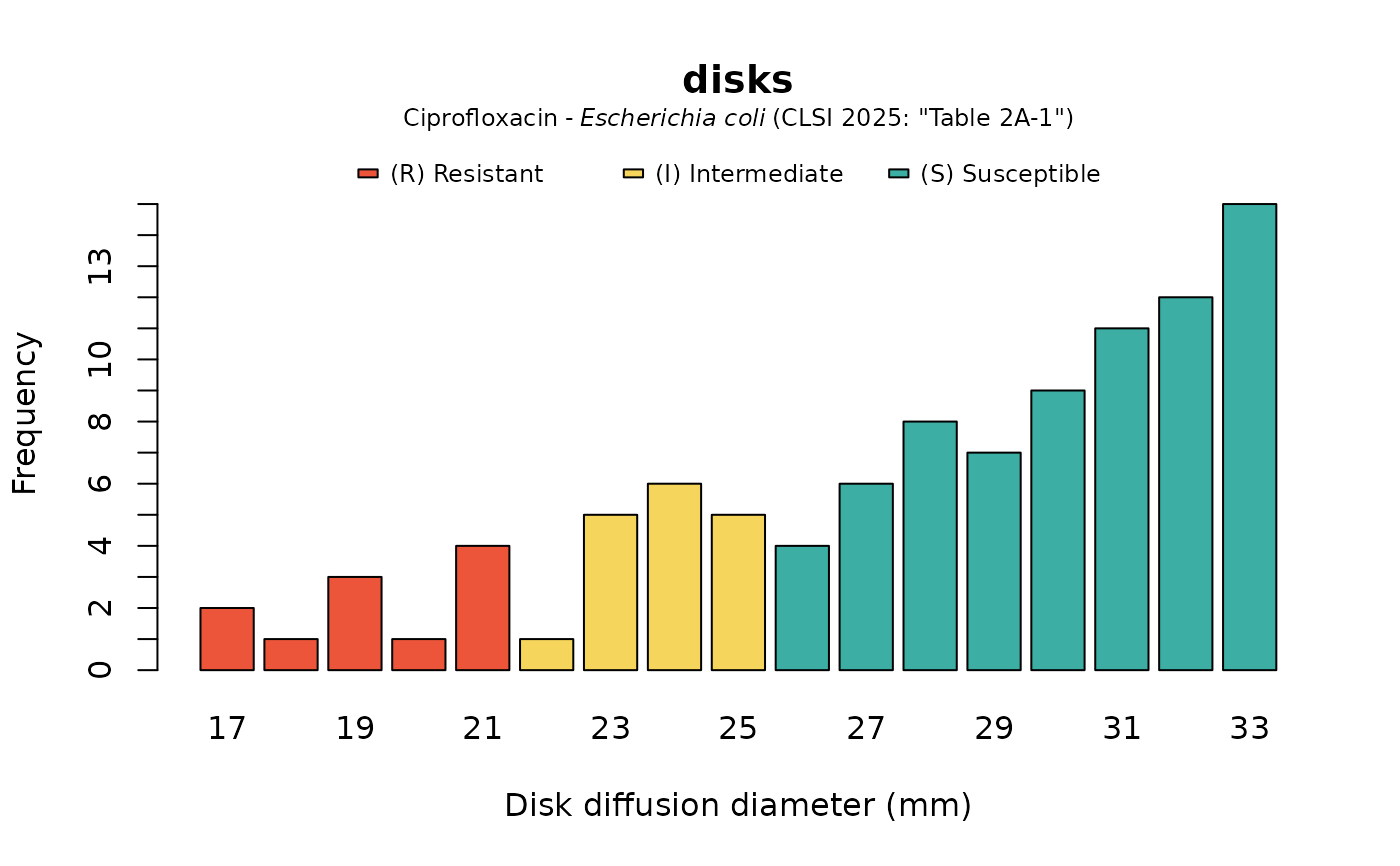 disks
Ciprofloxacin - Escherichia coli (CLSI 2025: "Table 2A-1")
(R) Resistant (I) Intermediate (S) Susceptible
Frequency
13
10
8
6
4
2
0
17 19 21 23 25 27 29 31 33
Disk diffusion diameter (mm)